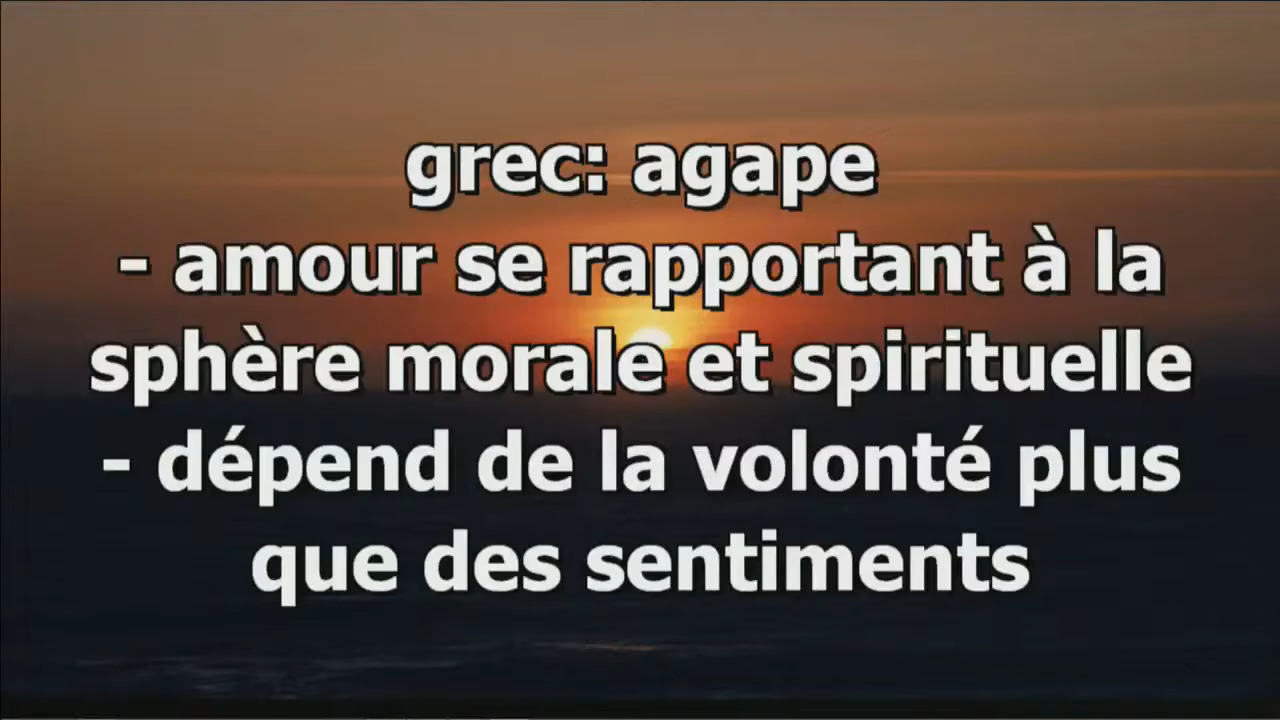 grec: agape
- amour se rapportant à la
sphère morale et spirituelle
- dépend de la volonté plus
que des sentiments